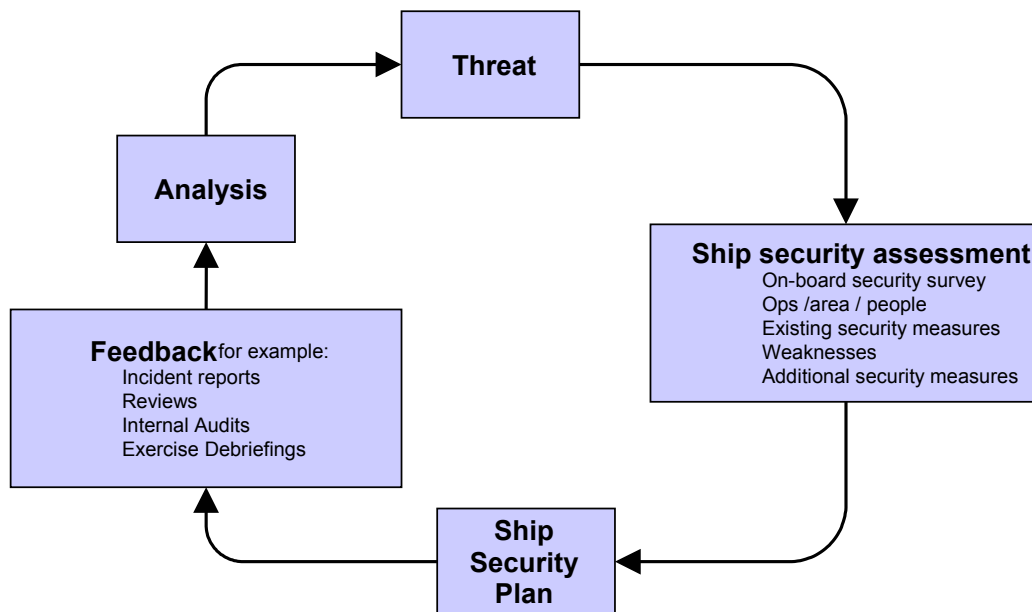 Threat
Analysis
Ship security assessment
On-board security survey
Ops /area / people
Existing security measures
Weaknesses
Additional security measures
Feedback for example:
Incident reports
Reviews
Internal Audits
Exercise Debriefings
Ship
Security
Plan